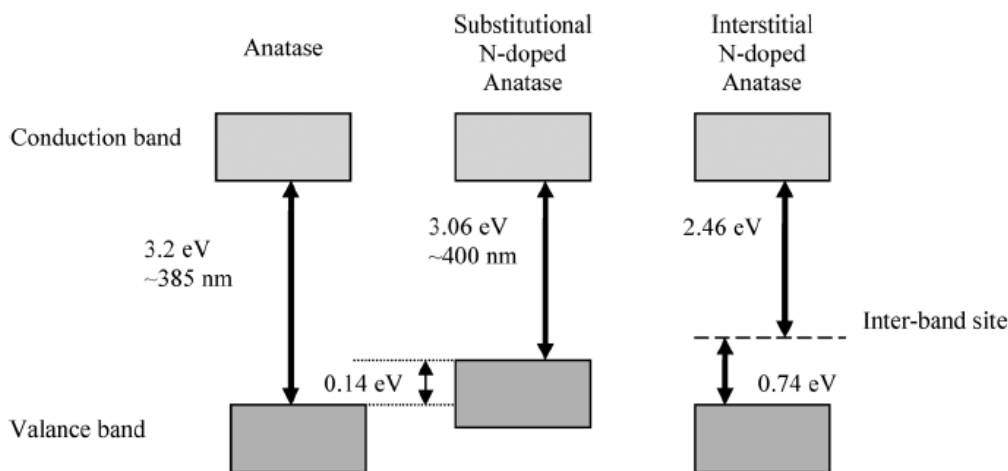 Anatase
Substitutional
N-doped
Anatase
Interstitial
N-doped
Anatase
Conduction band
3.2 eV
~385 nm
3.06 eV
~400 nm
2.46 eV
Inter-band site
0.14 eV
0.74 eV
Valance band